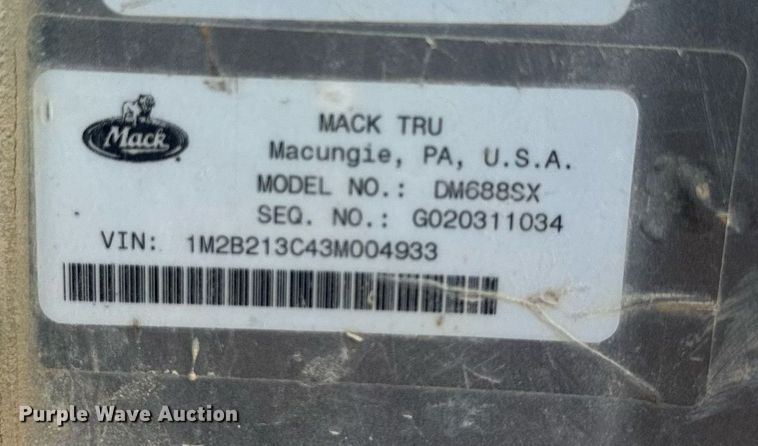 Mack
MACK TRU
Macungie, PA, U.S.A.
MODEL NO.: DM688SX
SEQ. NO.: G020311034
VIN: 1M2B213C43M004933
Purple Wave Auction